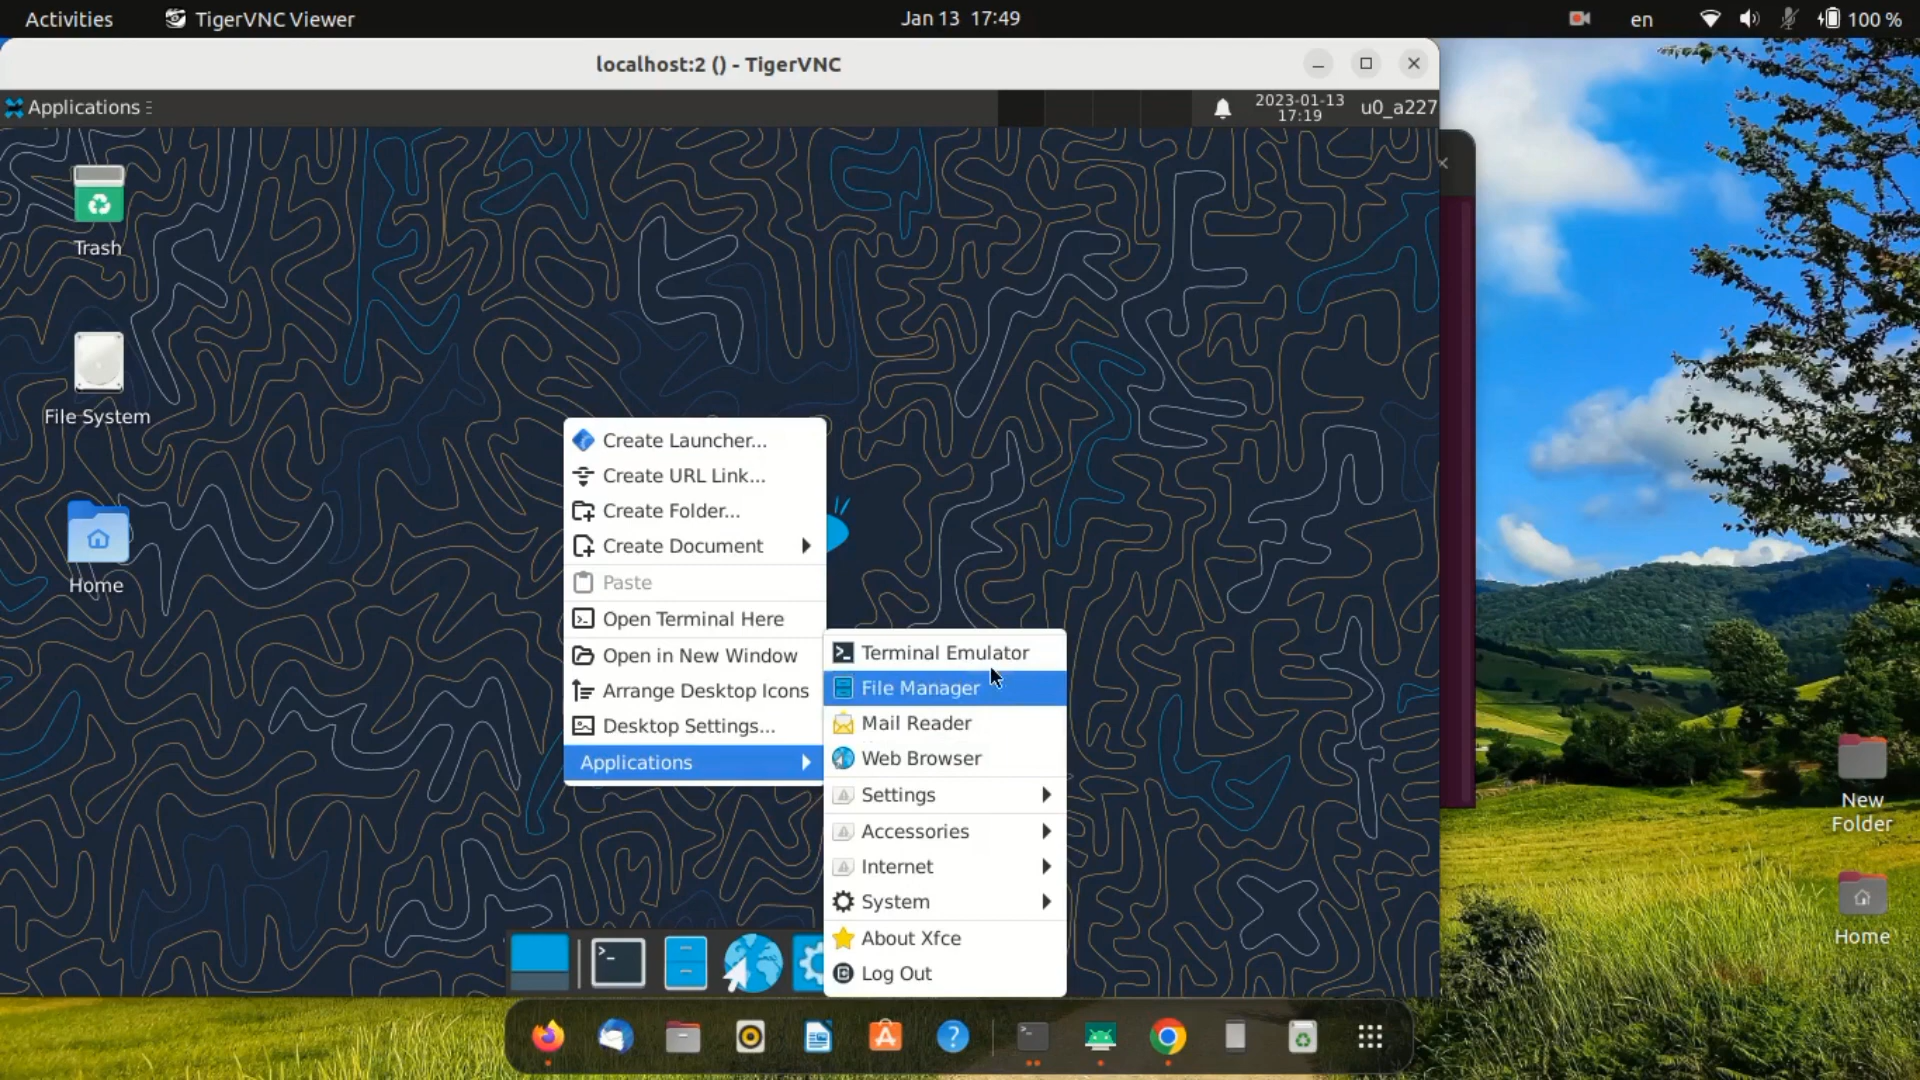 Activities
TigerVNC Viewer
Jan 13 17:49
en
100 %
localhost:2 () - TigerVNC
Applications
2023-01-13
17:19
u0_a227
Trash
File System
Home
Create Launcher...
Create URL Link...
Create Folder...
Create Document
Paste
Open Terminal Here
Open in New Window
Arrange Desktop Icons
Desktop Settings...
Applications
Terminal Emulator
File Manager
Mail Reader
Web Browser
Settings
Accessories
Internet
System
About Xfce
Log Out
New
Folder
Home